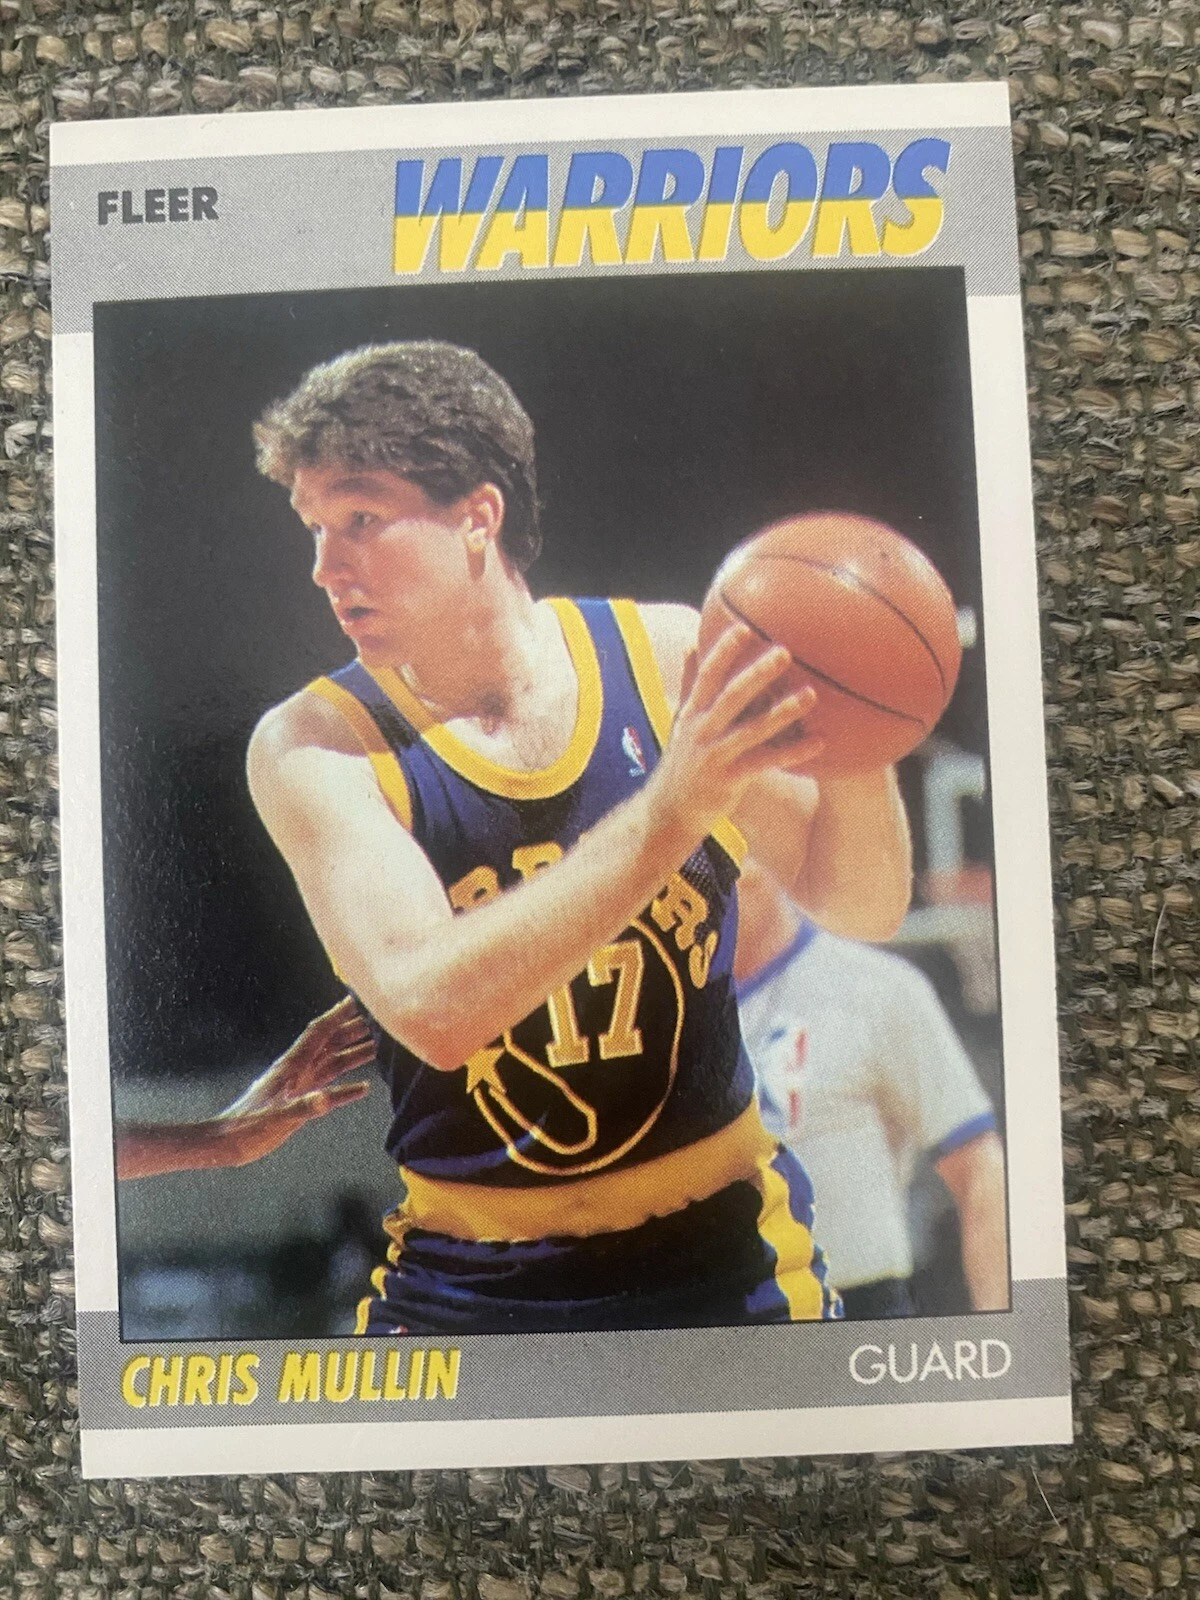 FLEER
WARRIORS
17
CHRIS MULLIN
GUARD